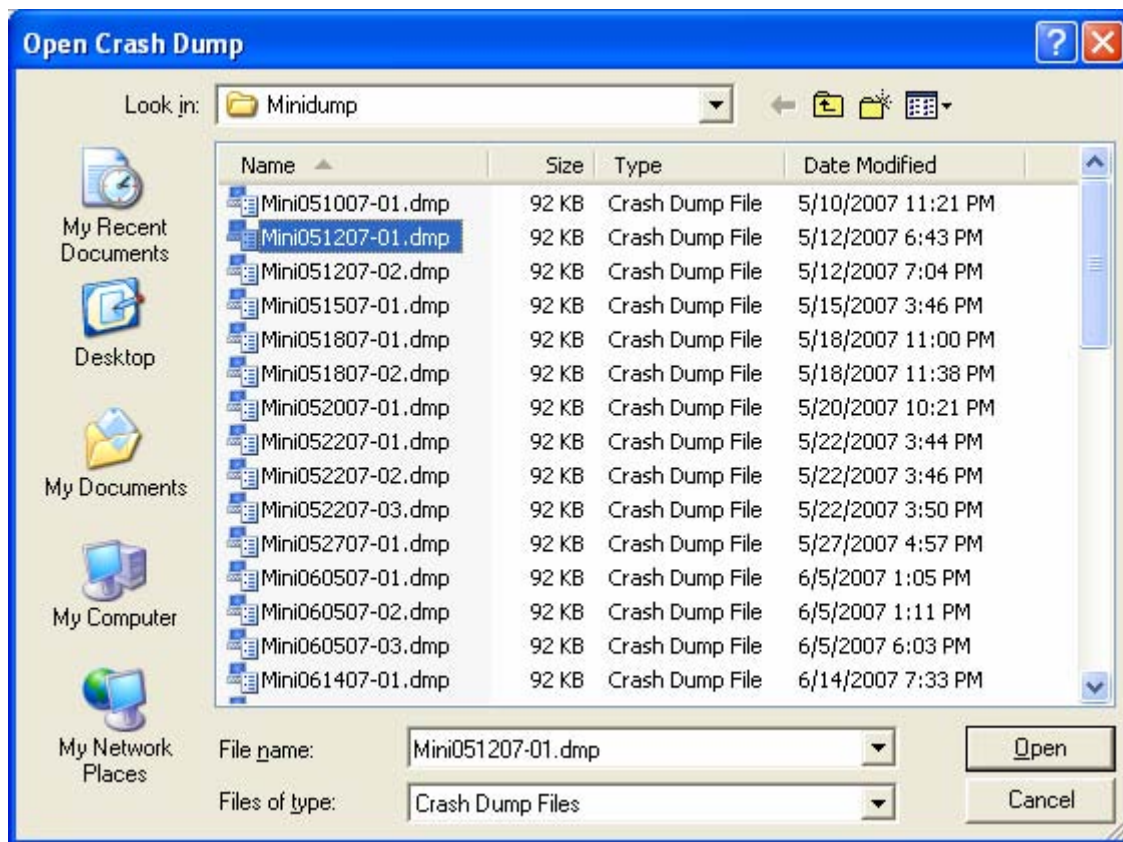 Open Crash Dump
Look in: Minidump
Name Size Type Date Modified
Mini051007-01.dmp 92 KB Crash Dump File 5/10/2007 11:21 PM
Mini051207-01.dmp 92 KB Crash Dump File 5/12/2007 6:43 PM
Mini051207-02.dmp 92 KB Crash Dump File 5/12/2007 7:04 PM
Mini051507-01.dmp 92 KB Crash Dump File 5/15/2007 3:46 PM
Mini051807-01.dmp 92 KB Crash Dump File 5/18/2007 11:00 PM
Mini051807-02.dmp 92 KB Crash Dump File 5/18/2007 11:38 PM
Mini052007-01.dmp 92 KB Crash Dump File 5/20/2007 10:21 PM
Mini052207-01.dmp 92 KB Crash Dump File 5/22/2007 3:44 PM
Mini052207-02.dmp 92 KB Crash Dump File 5/22/2007 3:46 PM
Mini052207-03.dmp 92 KB Crash Dump File 5/22/2007 3:50 PM
Mini052707-01.dmp 92 KB Crash Dump File 5/27/2007 4:57 PM
Mini060507-01.dmp 92 KB Crash Dump File 6/5/2007 1:05 PM
Mini060507-02.dmp 92 KB Crash Dump File 6/5/2007 1:11 PM
Mini060507-03.dmp 92 KB Crash Dump File 6/5/2007 6:03 PM
Mini061407-01.dmp 92 KB Crash Dump File 6/14/2007 7:33 PM
My Recent
Documents
Desktop
My Documents
My Computer
My Network
Places
File name: Mini051207-01.dmp Open
Files of type: Crash Dump Files Cancel